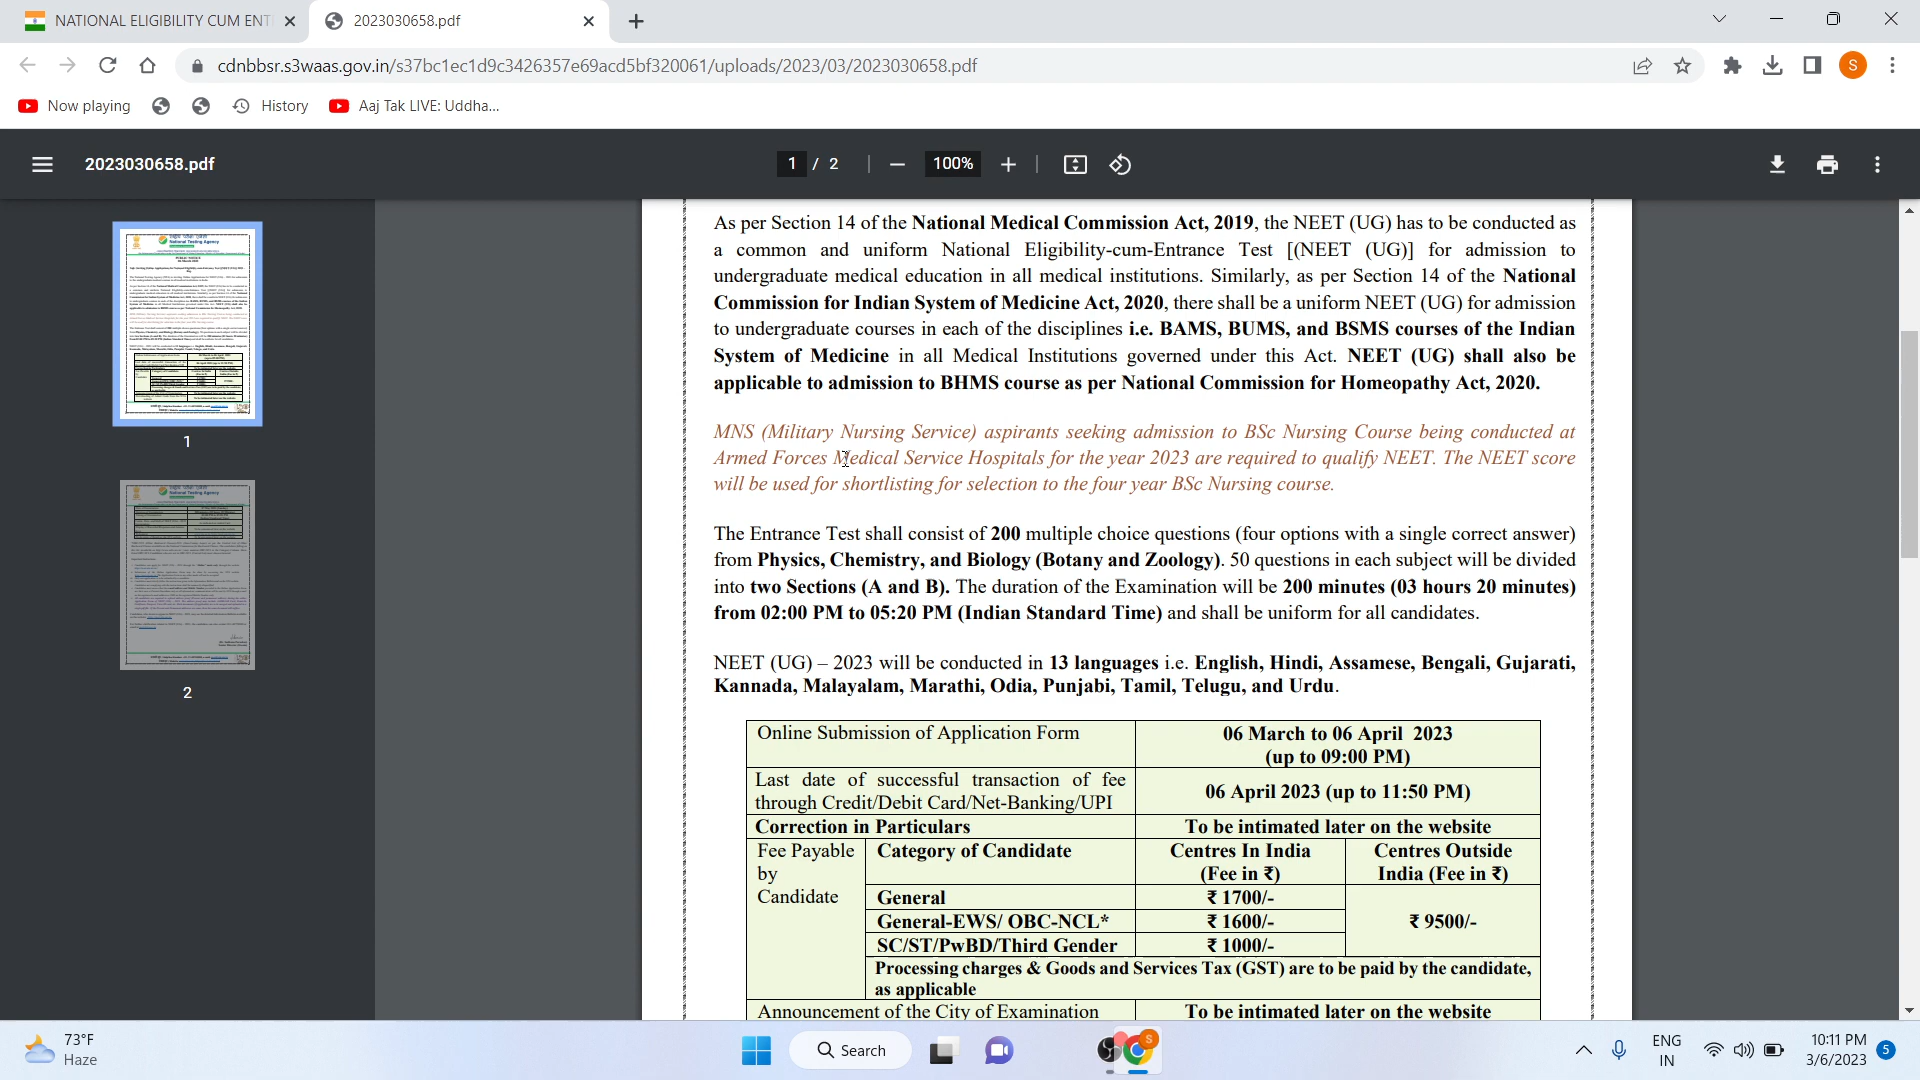 NATIONAL ELIGIBILITY CUM ENT
2023030658.pdf
cdnbbsr.s3waas.gov.in/s37bc1ec1d9c3426357e69acd5bf320061/uploads/2023/03/2023030658.pdf
S
Now playing
History
Aaj Tak LIVE: Uddha...
2023030658.pdf
1 / 2
100%
National Testing Agency
1
National Testing Agency
2
As per Section 14 of the National Medical Commission Act, 2019, the NEET (UG) has to be conducted as
a common and uniform National Eligibility-cum-Entrance Test [(NEET (UG)] for admission to
undergraduate medical education in all medical institutions. Similarly, as per Section 14 of the National
Commission for Indian System of Medicine Act, 2020, there shall be a uniform NEET (UG) for admission
to undergraduate courses in each of the disciplines i.e. BAMS, BUMS, and BSMS courses of the Indian
System of Medicine in all Medical Institutions governed under this Act. NEET (UG) shall also be
applicable to admission to BHMS course as per National Commission for Homeopathy Act, 2020.
MNS (Military Nursing Service) aspirants seeking admission to BSc Nursing Course being conducted at
Armed Forces Medical Service Hospitals for the year 2023 are required to qualify NEET. The NEET score
will be used for shortlisting for selection to the four year BSc Nursing course.
The Entrance Test shall consist of 200 multiple choice questions (four options with a single correct answer)
from Physics, Chemistry, and Biology (Botany and Zoology). 50 questions in each subject will be divided
into two Sections (A and B). The duration of the Examination will be 200 minutes (03 hours 20 minutes)
from 02:00 PM to 05:20 PM (Indian Standard Time) and shall be uniform for all candidates.
NEET (UG) – 2023 will be conducted in 13 languages i.e. English, Hindi, Assamese, Bengali, Gujarati,
Kannada, Malayalam, Marathi, Odia, Punjabi, Tamil, Telugu, and Urdu.
Online Submission of Application Form
06 March to 06 April 2023
(up to 09:00 PM)
Last date of successful transaction of fee
through Credit/Debit Card/Net-Banking/UPI
06 April 2023 (up to 11:50 PM)
Correction in Particulars
To be intimated later on the website
Fee Payable
by
Candidate
Category of Candidate
Centres In India
(Fee in ₹)
Centres Outside
India (Fee in ₹)
General
₹ 1700/-
General-EWS/ OBC-NCL*
₹ 1600/-
₹ 9500/-
SC/ST/PwBD/Third Gender
₹ 1000/-
Processing charges & Goods and Services Tax (GST) are to be paid by the candidate,
as applicable
Announcement of the City of Examination
To be intimated later on the website
73°F
Haze
Search
S
ENG
IN
10:11 PM
3/6/2023
5